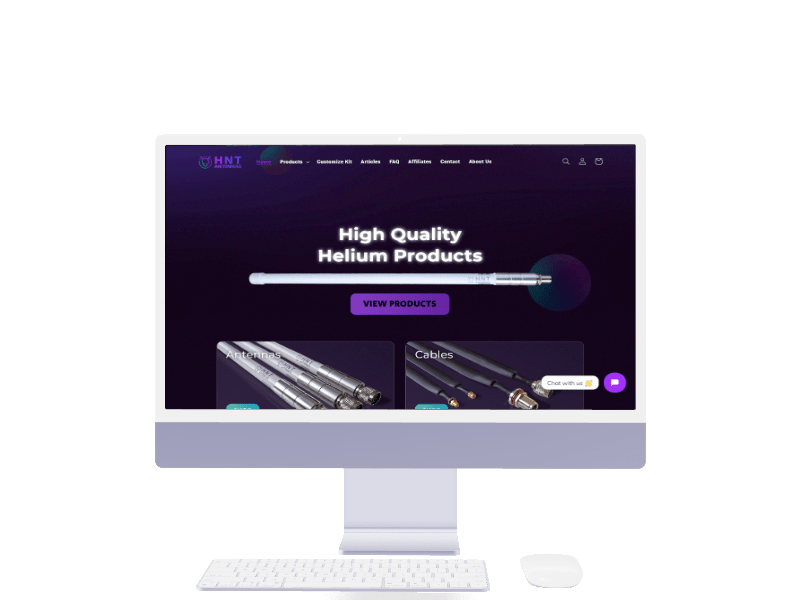 HNT
Home Products Customize Kit Articles FAQ Affiliates Contact About Us
High Quality
Helium Products
HNT
VIEW PRODUCTS
Antennas
Cables
Chat with us 👋